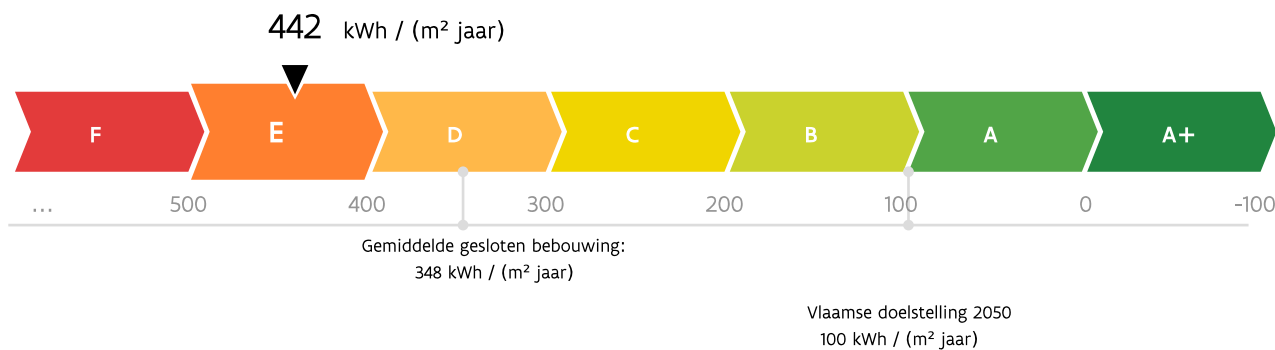 442 kWh / (m² jaar)
F E D C B A A+
... 500 400 300 200 100 0 -100
Gemiddelde gesloten bebouwing:
348 kWh / (m² jaar)
Vlaamse doelstelling 2050
100 kWh / (m² jaar)